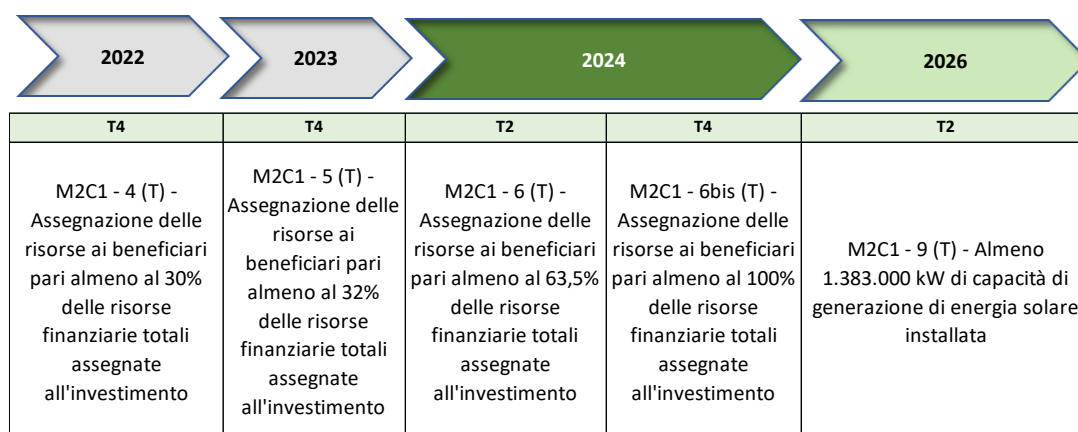 2022
2023
2024
2026
T4
T4
T2
T4
T2
M2C1 - 4 (T) -
Assegnazione delle
risorse ai beneficiari
pari almeno al 30%
delle risorse
finanziarie totali
assegnate
all'investimento
M2C1 - 5 (T) -
Assegnazione delle
risorse ai
beneficiari pari
almeno al 32%
delle risorse
finanziarie totali
assegnate
all'investimento
M2C1 - 6 (T) -
Assegnazione delle
risorse ai beneficiari
pari almeno al 63,5%
delle risorse
finanziarie totali
assegnate
all'investimento
M2C1 - 6bis (T) -
Assegnazione delle
risorse ai beneficiari
pari almeno al 100%
delle risorse
finanziarie totali
assegnate
all'investimento
M2C1 - 9 (T) - Almeno
1.383.000 kW di capacità di
generazione di energia solare
installata